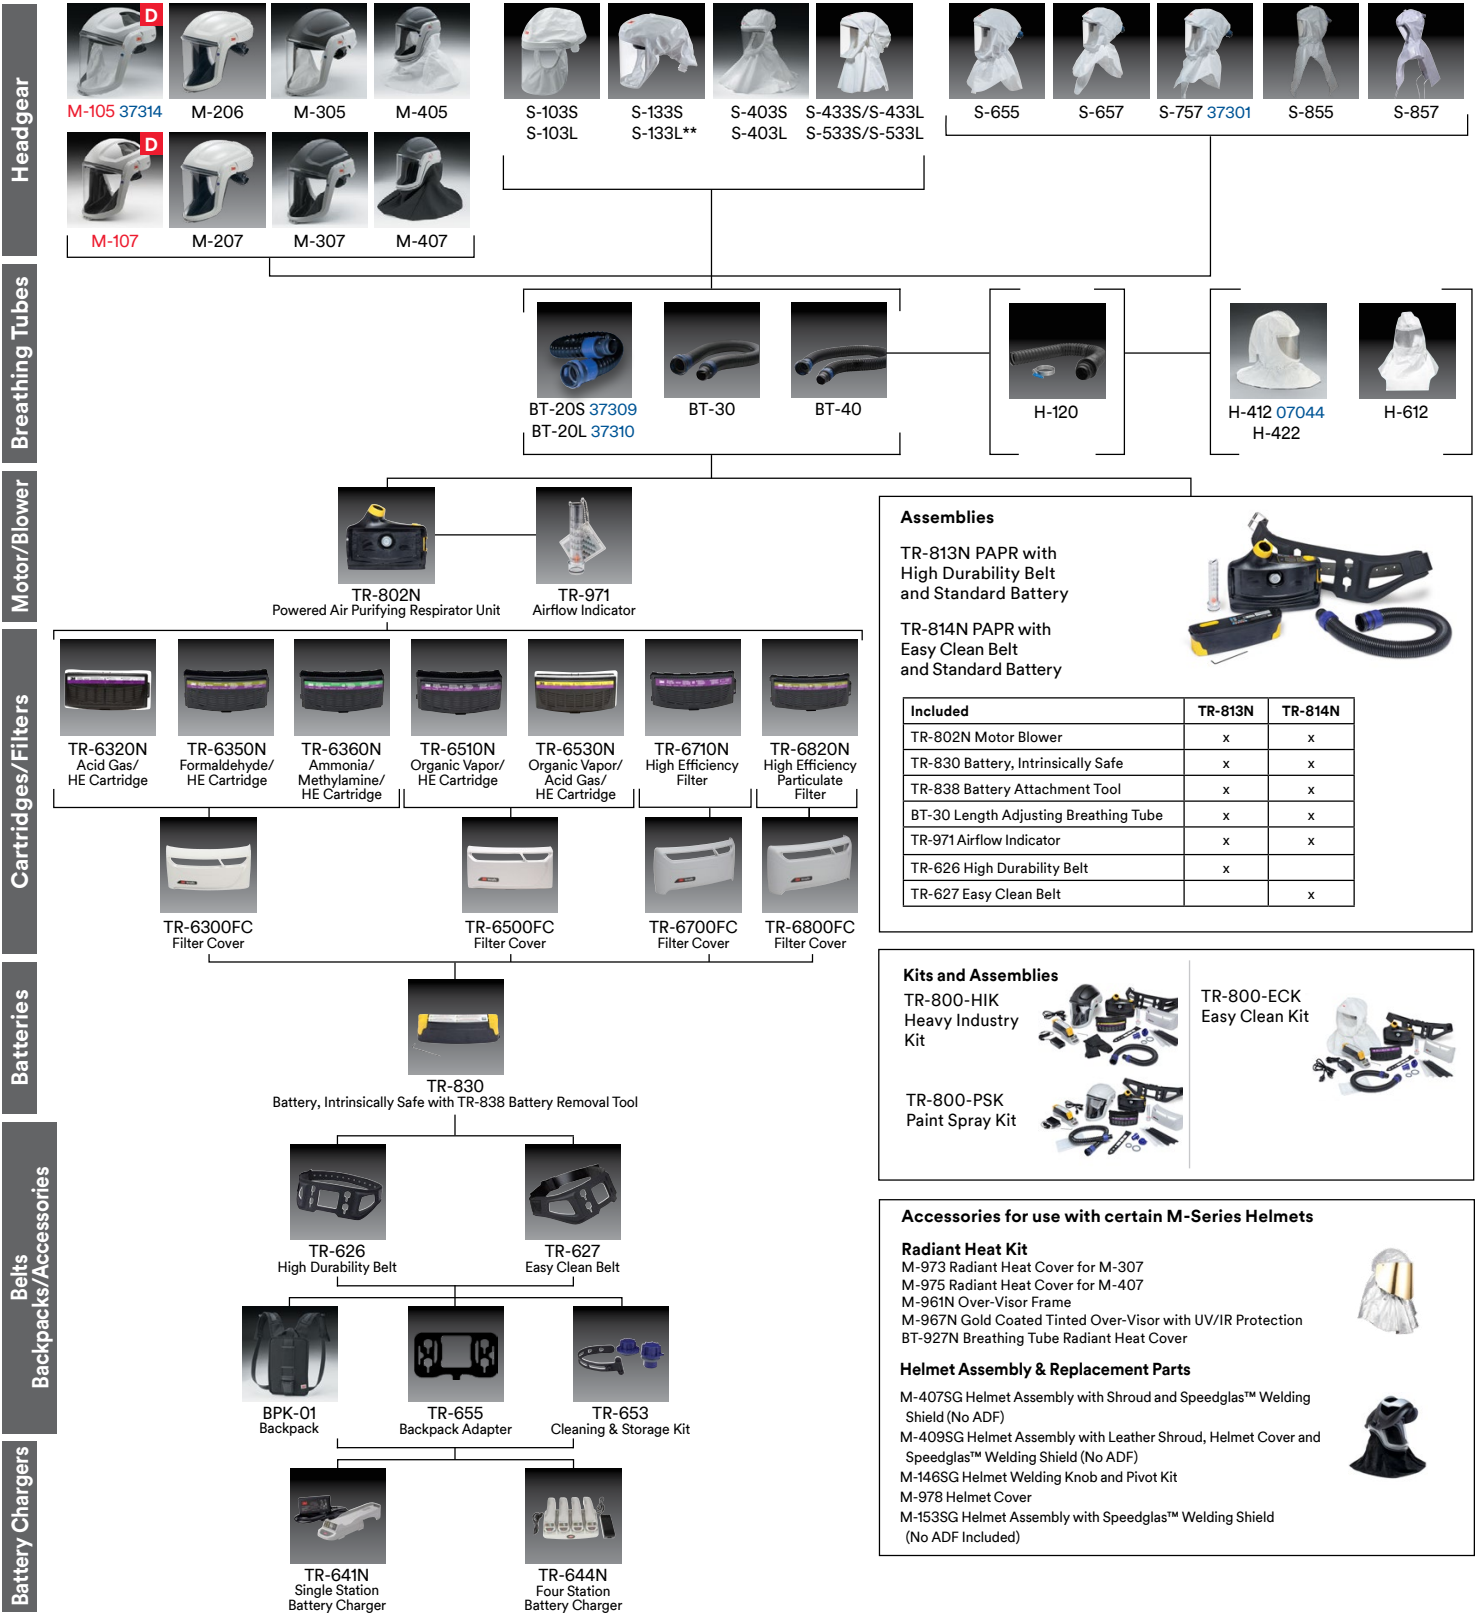 Headgear
D
M-105 37314
M-206
M-305
M-405
D
M-107
M-207
M-307
M-407
S-103S
S-103L
S-133S
S-133L**
S-403S
S-403L
S-433S/S-433L
S-533S/S-533L
S-655
S-657
S-757 37301
S-855
S-857
Breathing Tubes
BT-20S 37309
BT-20L 37310
BT-30
BT-40
H-120
H-412 07044
H-422
H-612
Motor/Blower
TR-802N
Powered Air Purifying Respirator Unit
TR-971
Airflow Indicator
Cartridges/Filters
TR-6320N
Acid Gas/
HE Cartridge
TR-6350N
Formaldehyde/
HE Cartridge
TR-6360N
Ammonia/
Methylamine/
HE Cartridge
TR-6510N
Organic Vapor/
HE Cartridge
TR-6530N
Organic Vapor/
Acid Gas/
HE Cartridge
TR-6710N
High Efficiency
Filter
TR-6820N
High Efficiency
Particulate
Filter
TR-6300FC
Filter Cover
TR-6500FC
Filter Cover
TR-6700FC
Filter Cover
TR-6800FC
Filter Cover
Batteries
TR-830
Battery, Intrinsically Safe with TR-838 Battery Removal Tool
Belts
Backpacks/Accessories
TR-626
High Durability Belt
TR-627
Easy Clean Belt
BPK-01
Backpack
TR-655
Backpack Adapter
TR-653
Cleaning & Storage Kit
Battery Chargers
TR-641N
Single Station
Battery Charger
TR-644N
Four Station
Battery Charger
Assemblies
TR-813N PAPR with
High Durability Belt
and Standard Battery
TR-814N PAPR with
Easy Clean Belt
and Standard Battery
Included TR-813N TR-814N
TR-802N Motor Blower x x
TR-830 Battery, Intrinsically Safe x x
TR-838 Battery Attachment Tool x x
BT-30 Length Adjusting Breathing Tube x x
TR-971 Airflow Indicator x x
TR-626 High Durability Belt x
TR-627 Easy Clean Belt x
Kits and Assemblies
TR-800-HIK
Heavy Industry
Kit
TR-800-PSK
Paint Spray Kit
TR-800-ECK
Easy Clean Kit
Accessories for use with certain M-Series Helmets
Radiant Heat Kit
M-973 Radiant Heat Cover for M-307
M-975 Radiant Heat Cover for M-407
M-961N Over-Visor Frame
M-967N Gold Coated Tinted Over-Visor with UV/IR Protection
BT-927N Breathing Tube Radiant Heat Cover
Helmet Assembly & Replacement Parts
M-407SG Helmet Assembly with Shroud and Speedglas™ Welding
Shield (No ADF)
M-409SG Helmet Assembly with Leather Shroud, Helmet Cover and
Speedglas™ Welding Shield (No ADF)
M-146SG Helmet Welding Knob and Pivot Kit
M-978 Helmet Cover
M-153SG Helmet Assembly with Speedglas™ Welding Shield
(No ADF Included)